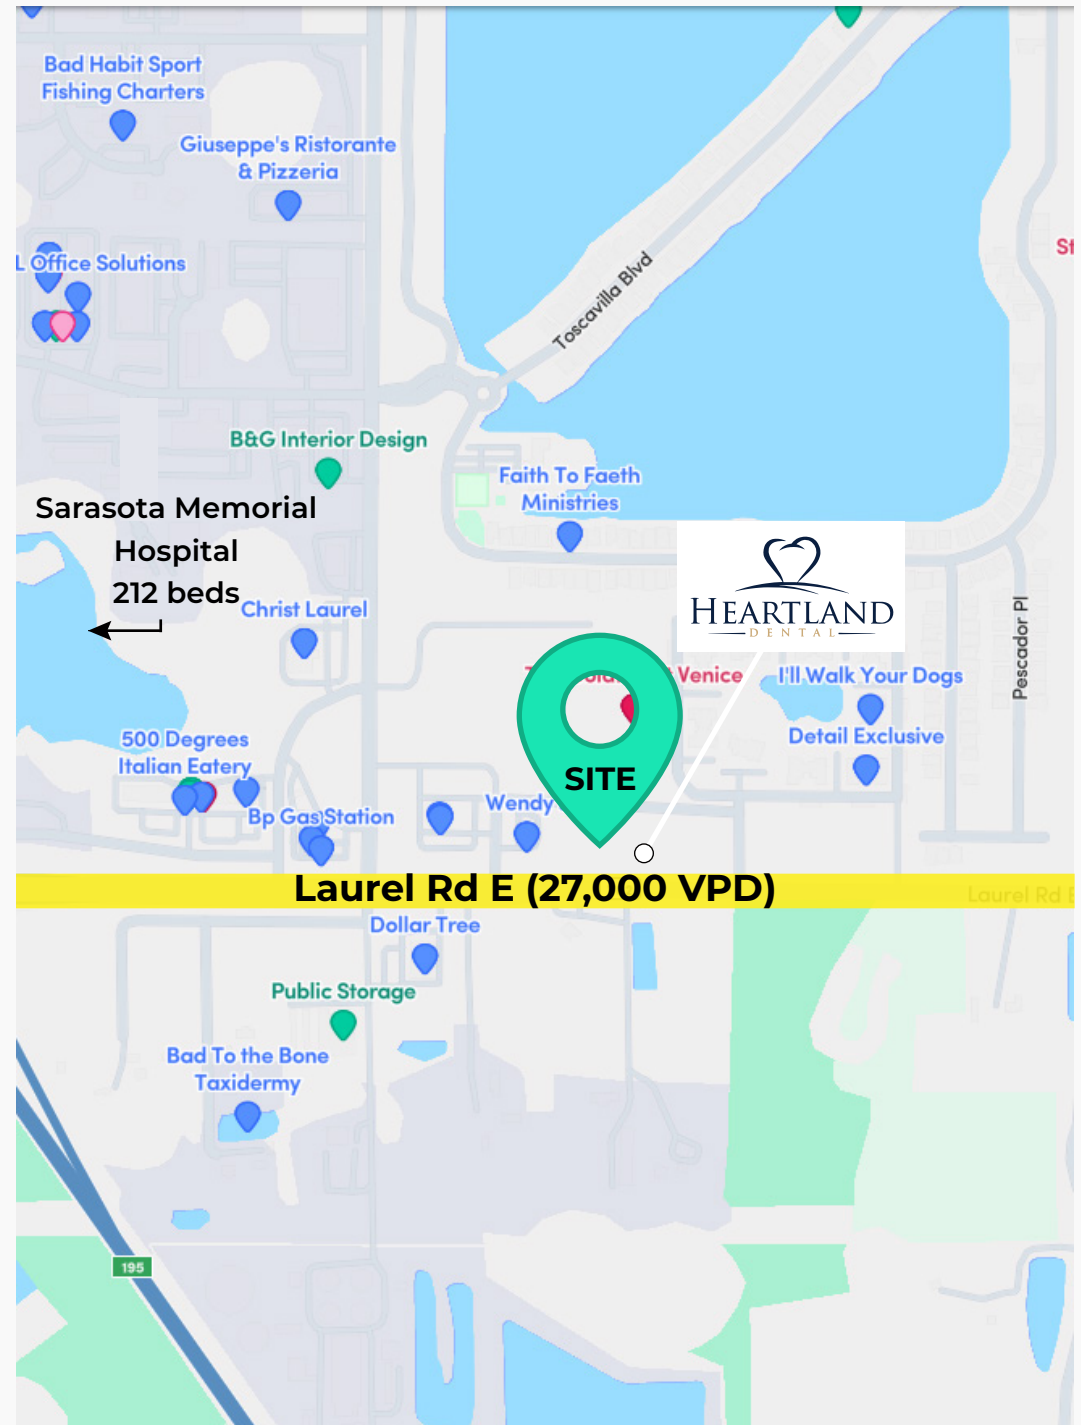 Bad Habit Sport
Fishing Charters
Giuseppe's Ristorante
& Pizzeria
L Office Solutions
Toscavilla Blvd
St
B&G Interior Design
Faith To Faeth
Ministries
Sarasota Memorial
Hospital
212 beds
HEARTLAND
DENTAL
Christ Laurel
Pescador Pl
Venice
I'll Walk Your Dogs
500 Degrees
Italian Eatery
Detail Exclusive
SITE
Bp Gas Station
Wendy
Laurel Rd E (27,000 VPD)
Laurel Rd E
Dollar Tree
Public Storage
Bad To the Bone
Taxidermy
195